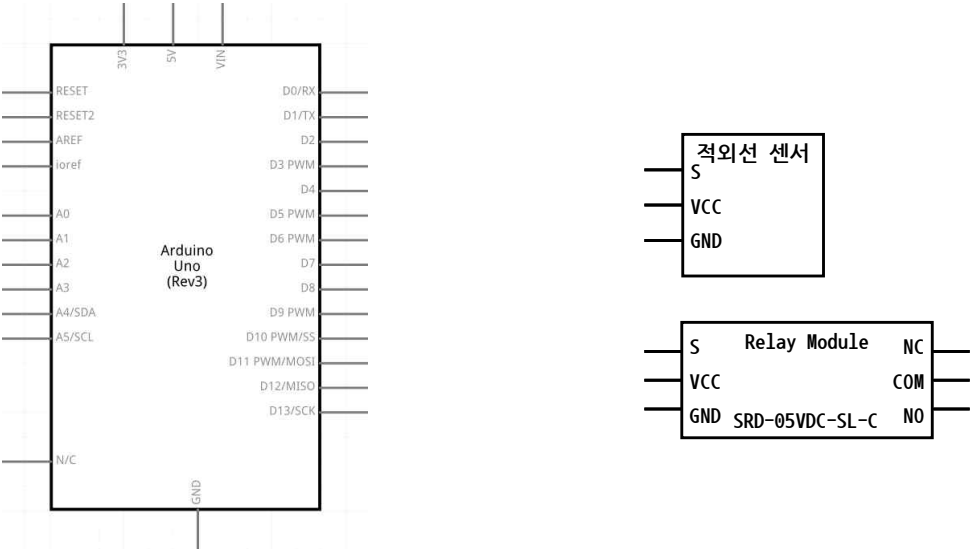 3V3
5V
VIN
RESET
RESET2
AREF
ioref
A0
A1
A2
A3
A4/SDA
A5/SCL
N/C
Arduino
Uno
(Rev3)
D0/RX
D1/TX
D2
D3 PWM
D4
D5 PWM
D6 PWM
D7
D8
D9 PWM
D10 PWM/SS
D11 PWM/MOSI
D12/MISO
D13/SCK
GND
적외선 센서
S
VCC
GND
Relay Module
S
VCC
GND
SRD-05VDC-SL-C
NC
COM
NO